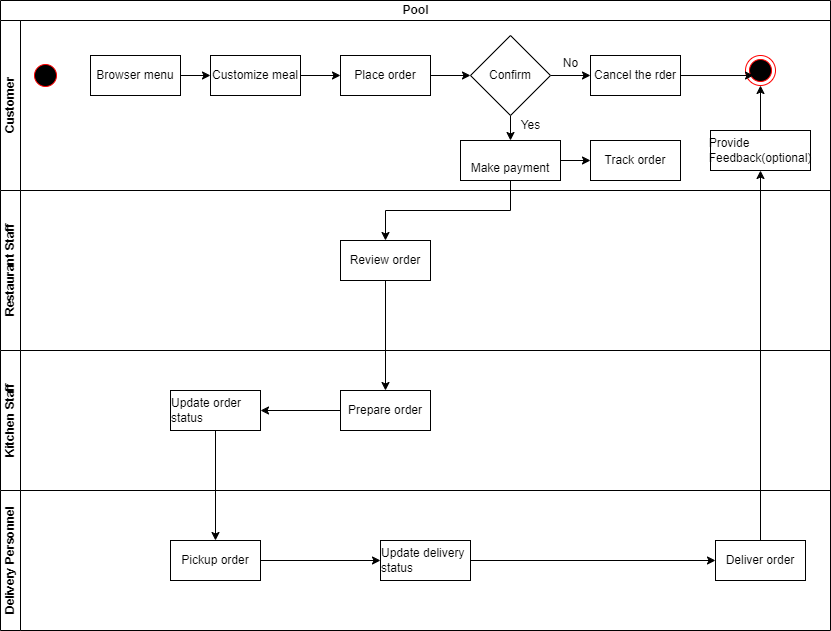 Pool
Customer
Browser menu
Customize meal
Place order
Confirm
No
Cancel the rder
Yes
Make payment
Track order
Provide
Feedback(optional)
Restaurant Staff
Review order
Kitchen Staff
Update order
status
Prepare order
Delivery Personnel
Pickup order
Update delivery
status
Deliver order